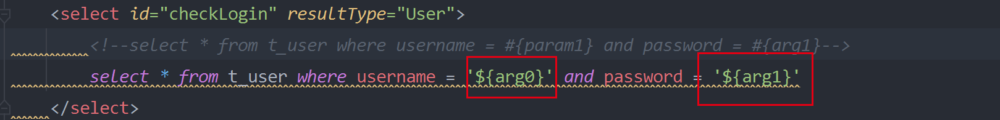 <select id="checkLogin" resultType="User">
<!--select * from t_user where username = #{param1} and password = #{arg1}-->
select * from t_user where username = '${arg0}' and password = '${arg1}'
</select>